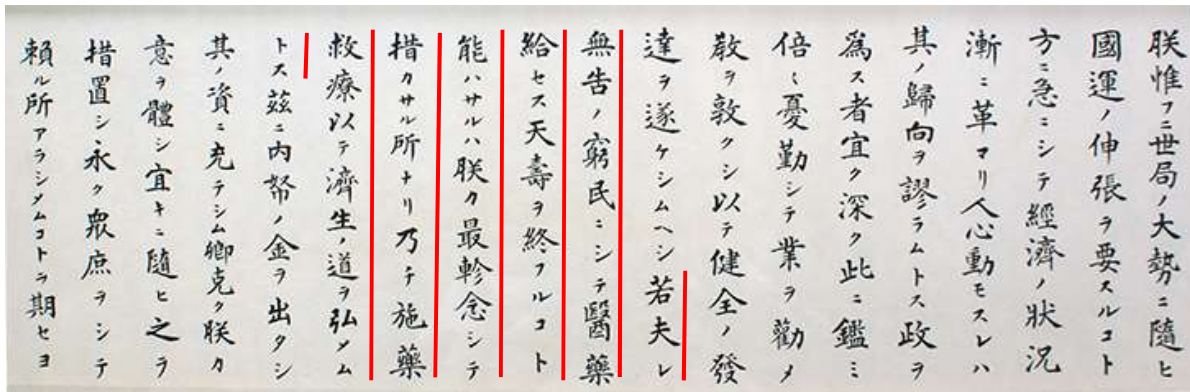 朕惟フニ世局ノ大勢ニ隨ヒ
國運ノ伸張ヲ要スルコト
方ニ急ニシテ經濟ノ狀況
漸ニ革マリ人心動モスレハ
其ノ歸向ヲ謬ラムトス政ヲ
爲ス者宜ク深ク此ニ鑑ミ
倍〻憂勤シテ業ヲ勸メ
敎ヲ敦クシ以テ健全ノ發
達ヲ遂ケシムヘシ若夫レ
無告ノ窮民ニシテ醫藥
給セス天壽ヲ終フルコト
能ハサルハ朕カ最軫念シテ
措カサル所ナリ乃チ施藥
救療以テ濟生ノ道ヲ弘メム
トス茲ニ內帑ノ金ヲ出タシ
其ノ資ニ充テシム卿克ク朕カ
意ヲ體シ宜キニ隨ヒ之ヲ
措置シ永ク衆庶ヲシテ
賴ル所アラシメムコトヲ期セヨ